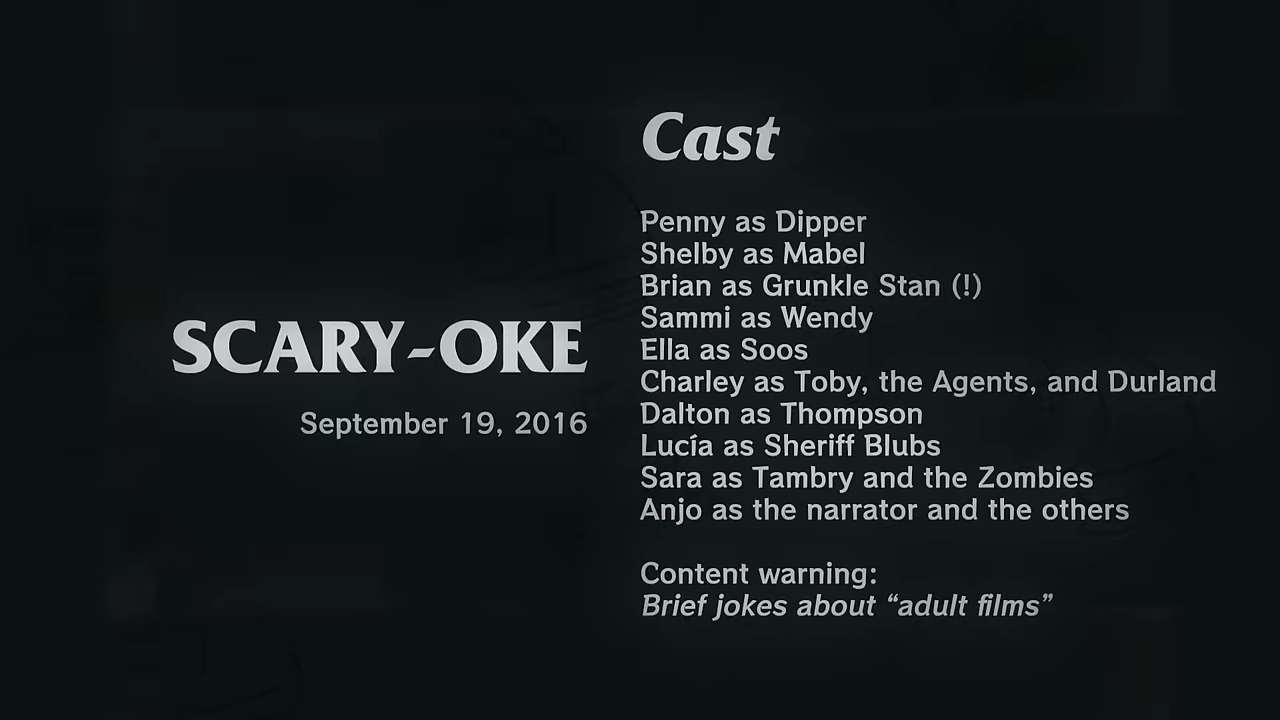 SCARY-OKE
September 19, 2016
Cast
Penny as Dipper
Shelby as Mabel
Brian as Grunkle Stan (!)
Sammi as Wendy
Ella as Soos
Charley as Toby, the Agents, and Durland
Dalton as Thompson
Lucía as Sheriff Blubs
Sara as Tambry and the Zombies
Anjo as the narrator and the others
Content warning:
Brief jokes about “adult films”